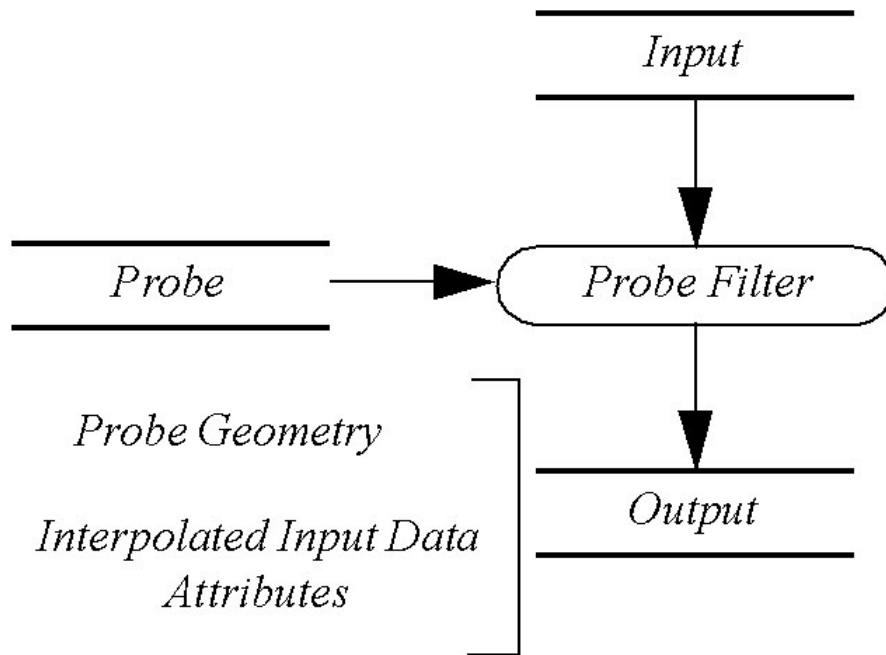 Input
Probe
Probe Filter
Probe Geometry
Output
Interpolated Input Data
Attributes